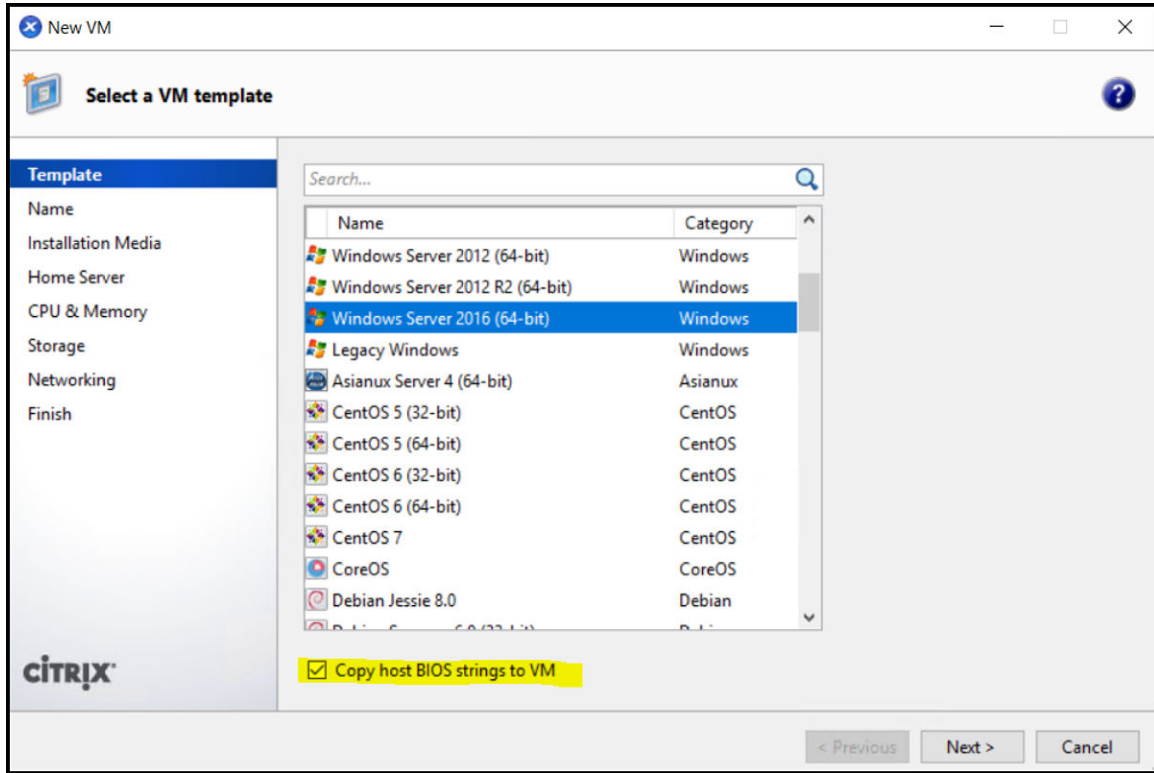 New VM
Select a VM template
Template
Name
Installation Media
Home Server
CPU & Memory
Storage
Networking
Finish
CİTRIX
Search...
Name Category
Windows Server 2012 (64-bit) Windows
Windows Server 2012 R2 (64-bit) Windows
Windows Server 2016 (64-bit) Windows
Legacy Windows Windows
Asianux Server 4 (64-bit) Asianux
CentOS 5 (32-bit) CentOS
CentOS 5 (64-bit) CentOS
CentOS 6 (32-bit) CentOS
CentOS 6 (64-bit) CentOS
CentOS 7 CentOS
CoreOS CoreOS
Debian Jessie 8.0 Debian
Copy host BIOS strings to VM
< Previous Next > Cancel